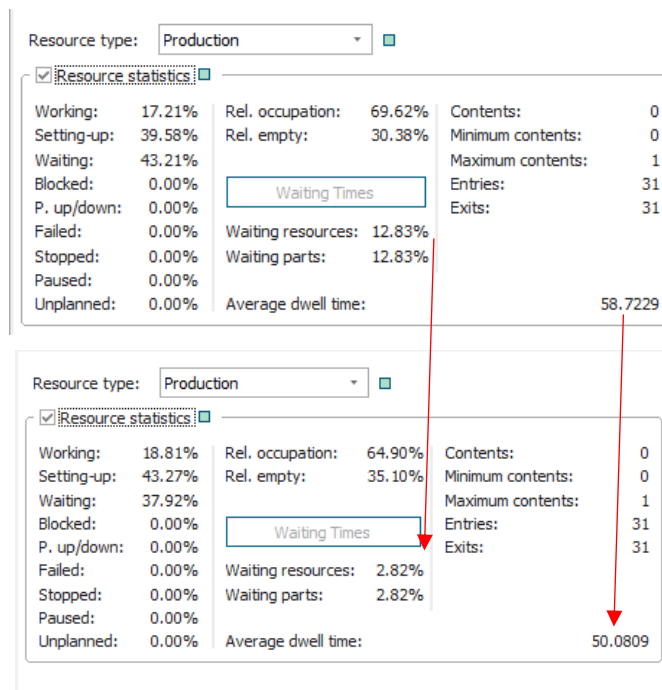 Resource type: Production
Resource statistics
Working: 17.21% Rel. occupation: 69.62% Contents: 0
Setting-up: 39.58% Rel. empty: 30.38% Minimum contents: 0
Waiting: 43.21% Maximum contents: 1
Blocked: 0.00% Waiting Times Entries: 31
P. up/down: 0.00% Exits: 31
Failed: 0.00% Waiting resources: 12.83%
Stopped: 0.00% Waiting parts: 12.83%
Paused: 0.00%
Unplanned: 0.00% Average dwell time: 58.7229
Resource type: Production
Resource statistics
Working: 18.81% Rel. occupation: 64.90% Contents: 0
Setting-up: 43.27% Rel. empty: 35.10% Minimum contents: 0
Waiting: 37.92% Maximum contents: 1
Blocked: 0.00% Waiting Times Entries: 31
P. up/down: 0.00% Exits: 31
Failed: 0.00% Waiting resources: 2.82%
Stopped: 0.00% Waiting parts: 2.82%
Paused: 0.00%
Unplanned: 0.00% Average dwell time: 50.0809